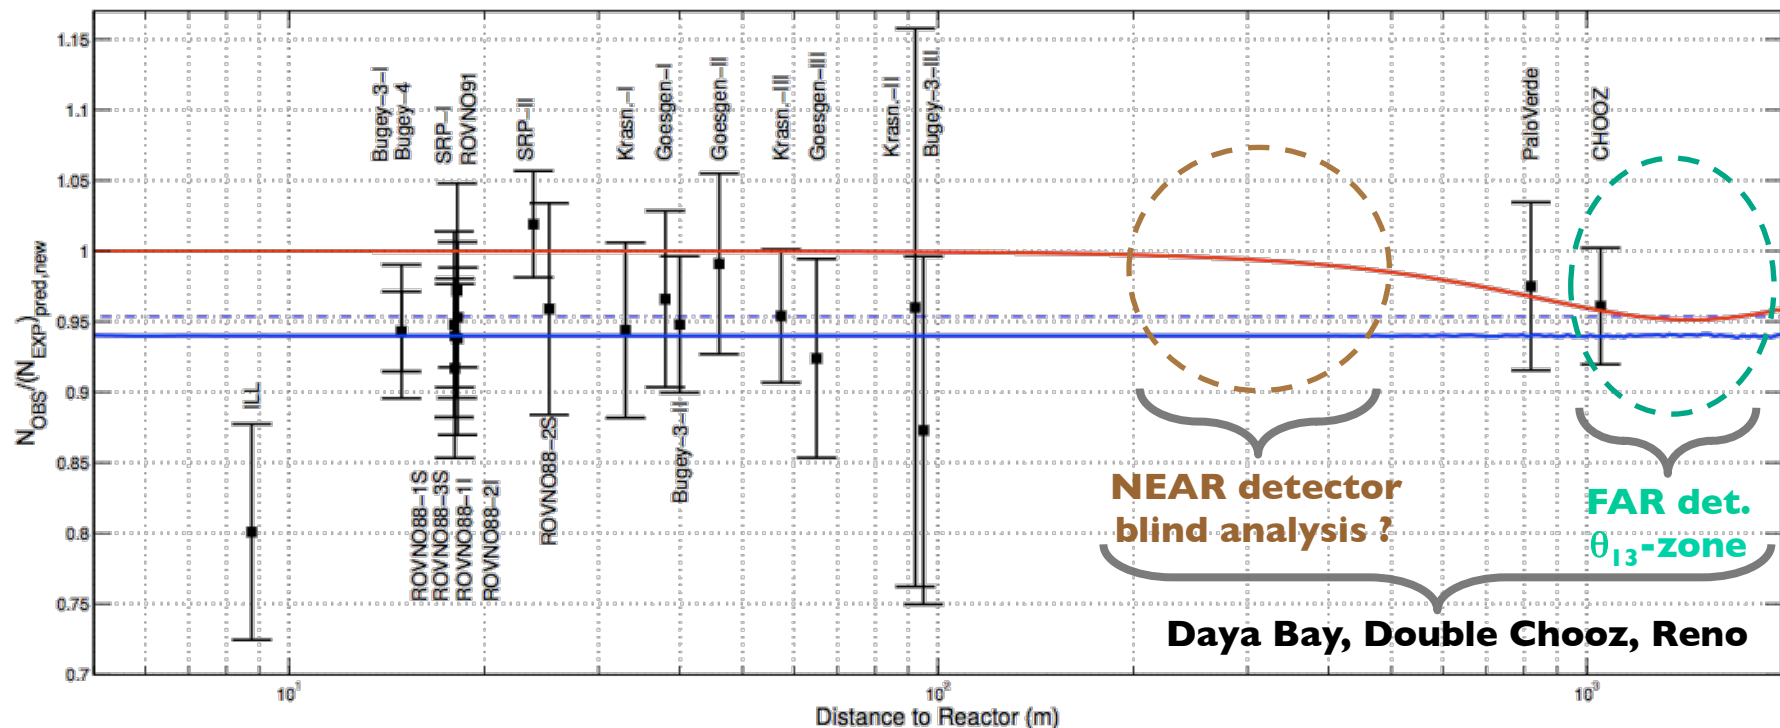 N_OBS/(N_EXP)_pred,new
1.15
1.1
1.05
1
0.95
0.9
0.85
0.8
0.75
0.7
ILL
Bugey-3-I
Bugey-4
SRP-I
ROVNO91
SRP-II
Krasn.-I
Goesgen-I
Goesgen-II
Krasn.-III
Goesgen-III
Krasn.-II
Bugey-3-III
PaloVerde
CHOOZ
ROVNO88-1S
ROVNO88-3S
ROVNO88-1I
ROVNO88-2I
ROVNO88-2S
Bugey-3-II
NEAR detector
blind analysis ?
FAR det.
θ₁₃-zone
Daya Bay, Double Chooz, Reno
10¹
10²
10³
Distance to Reactor (m)